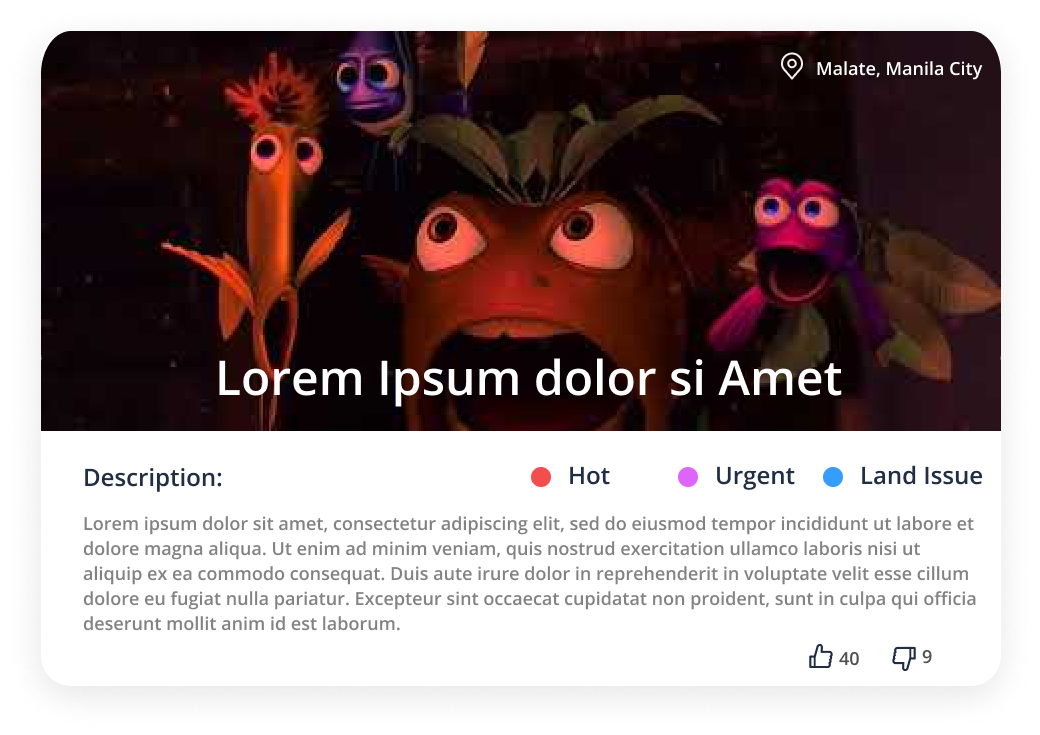 Malate, Manila City
Lorem Ipsum dolor si Amet
Description:
Hot
Urgent
Land Issue
Lorem ipsum dolor sit amet, consectetur adipiscing elit, sed do eiusmod tempor incididunt ut labore et
dolore magna aliqua. Ut enim ad minim veniam, quis nostrud exercitation ullamco laboris nisi ut
aliquip ex ea commodo consequat. Duis aute irure dolor in reprehenderit in voluptate velit esse cillum
dolore eu fugiat nulla pariatur. Excepteur sint occaecat cupidatat non proident, sunt in culpa qui officia
deserunt mollit anim id est laborum.
40
9